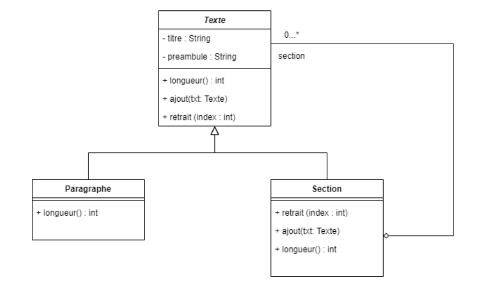 Texte
- titre : String
- preambule : String
+ longueur() : int
+ ajout(txt: Texte)
+ retrait (index : int)
0...*
section
Paragraphe
+ longueur() : int
Section
+ retrait (index : int)
+ ajout(txt: Texte)
+ longueur() : int